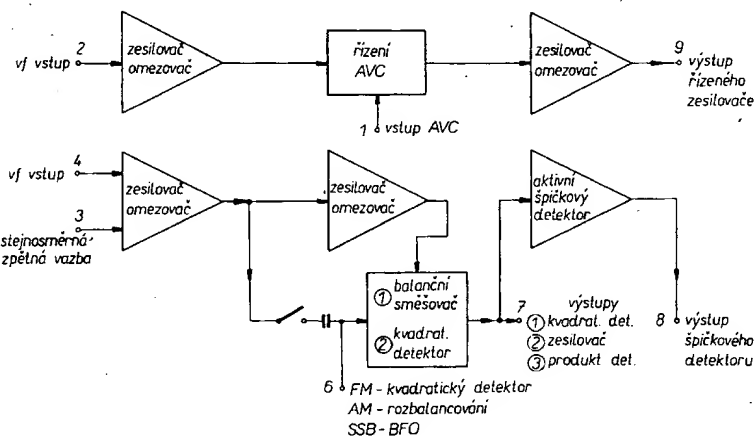 2
vf vstup
zesilovač
omezovač
řízení
AVC
zesilovač
omezovač
9
výstup
řízeného
zesilovače
1
vstup AVC
4
vf vstup
3
stejnosměrná
zpětná vazba
zesilovač
omezovač
zesilovač
omezovač
aktivní
špičkový
detektor
1 balanční
směšovač
2 kvadrat.
detektor
7
výstupy
1 kvadrat. det.
2 zesilovač
3 produkt det.
8
výstup
špičkového
detektoru
6
FM - kvadratický detektor
AM - rozbalancování
SSB - BFO